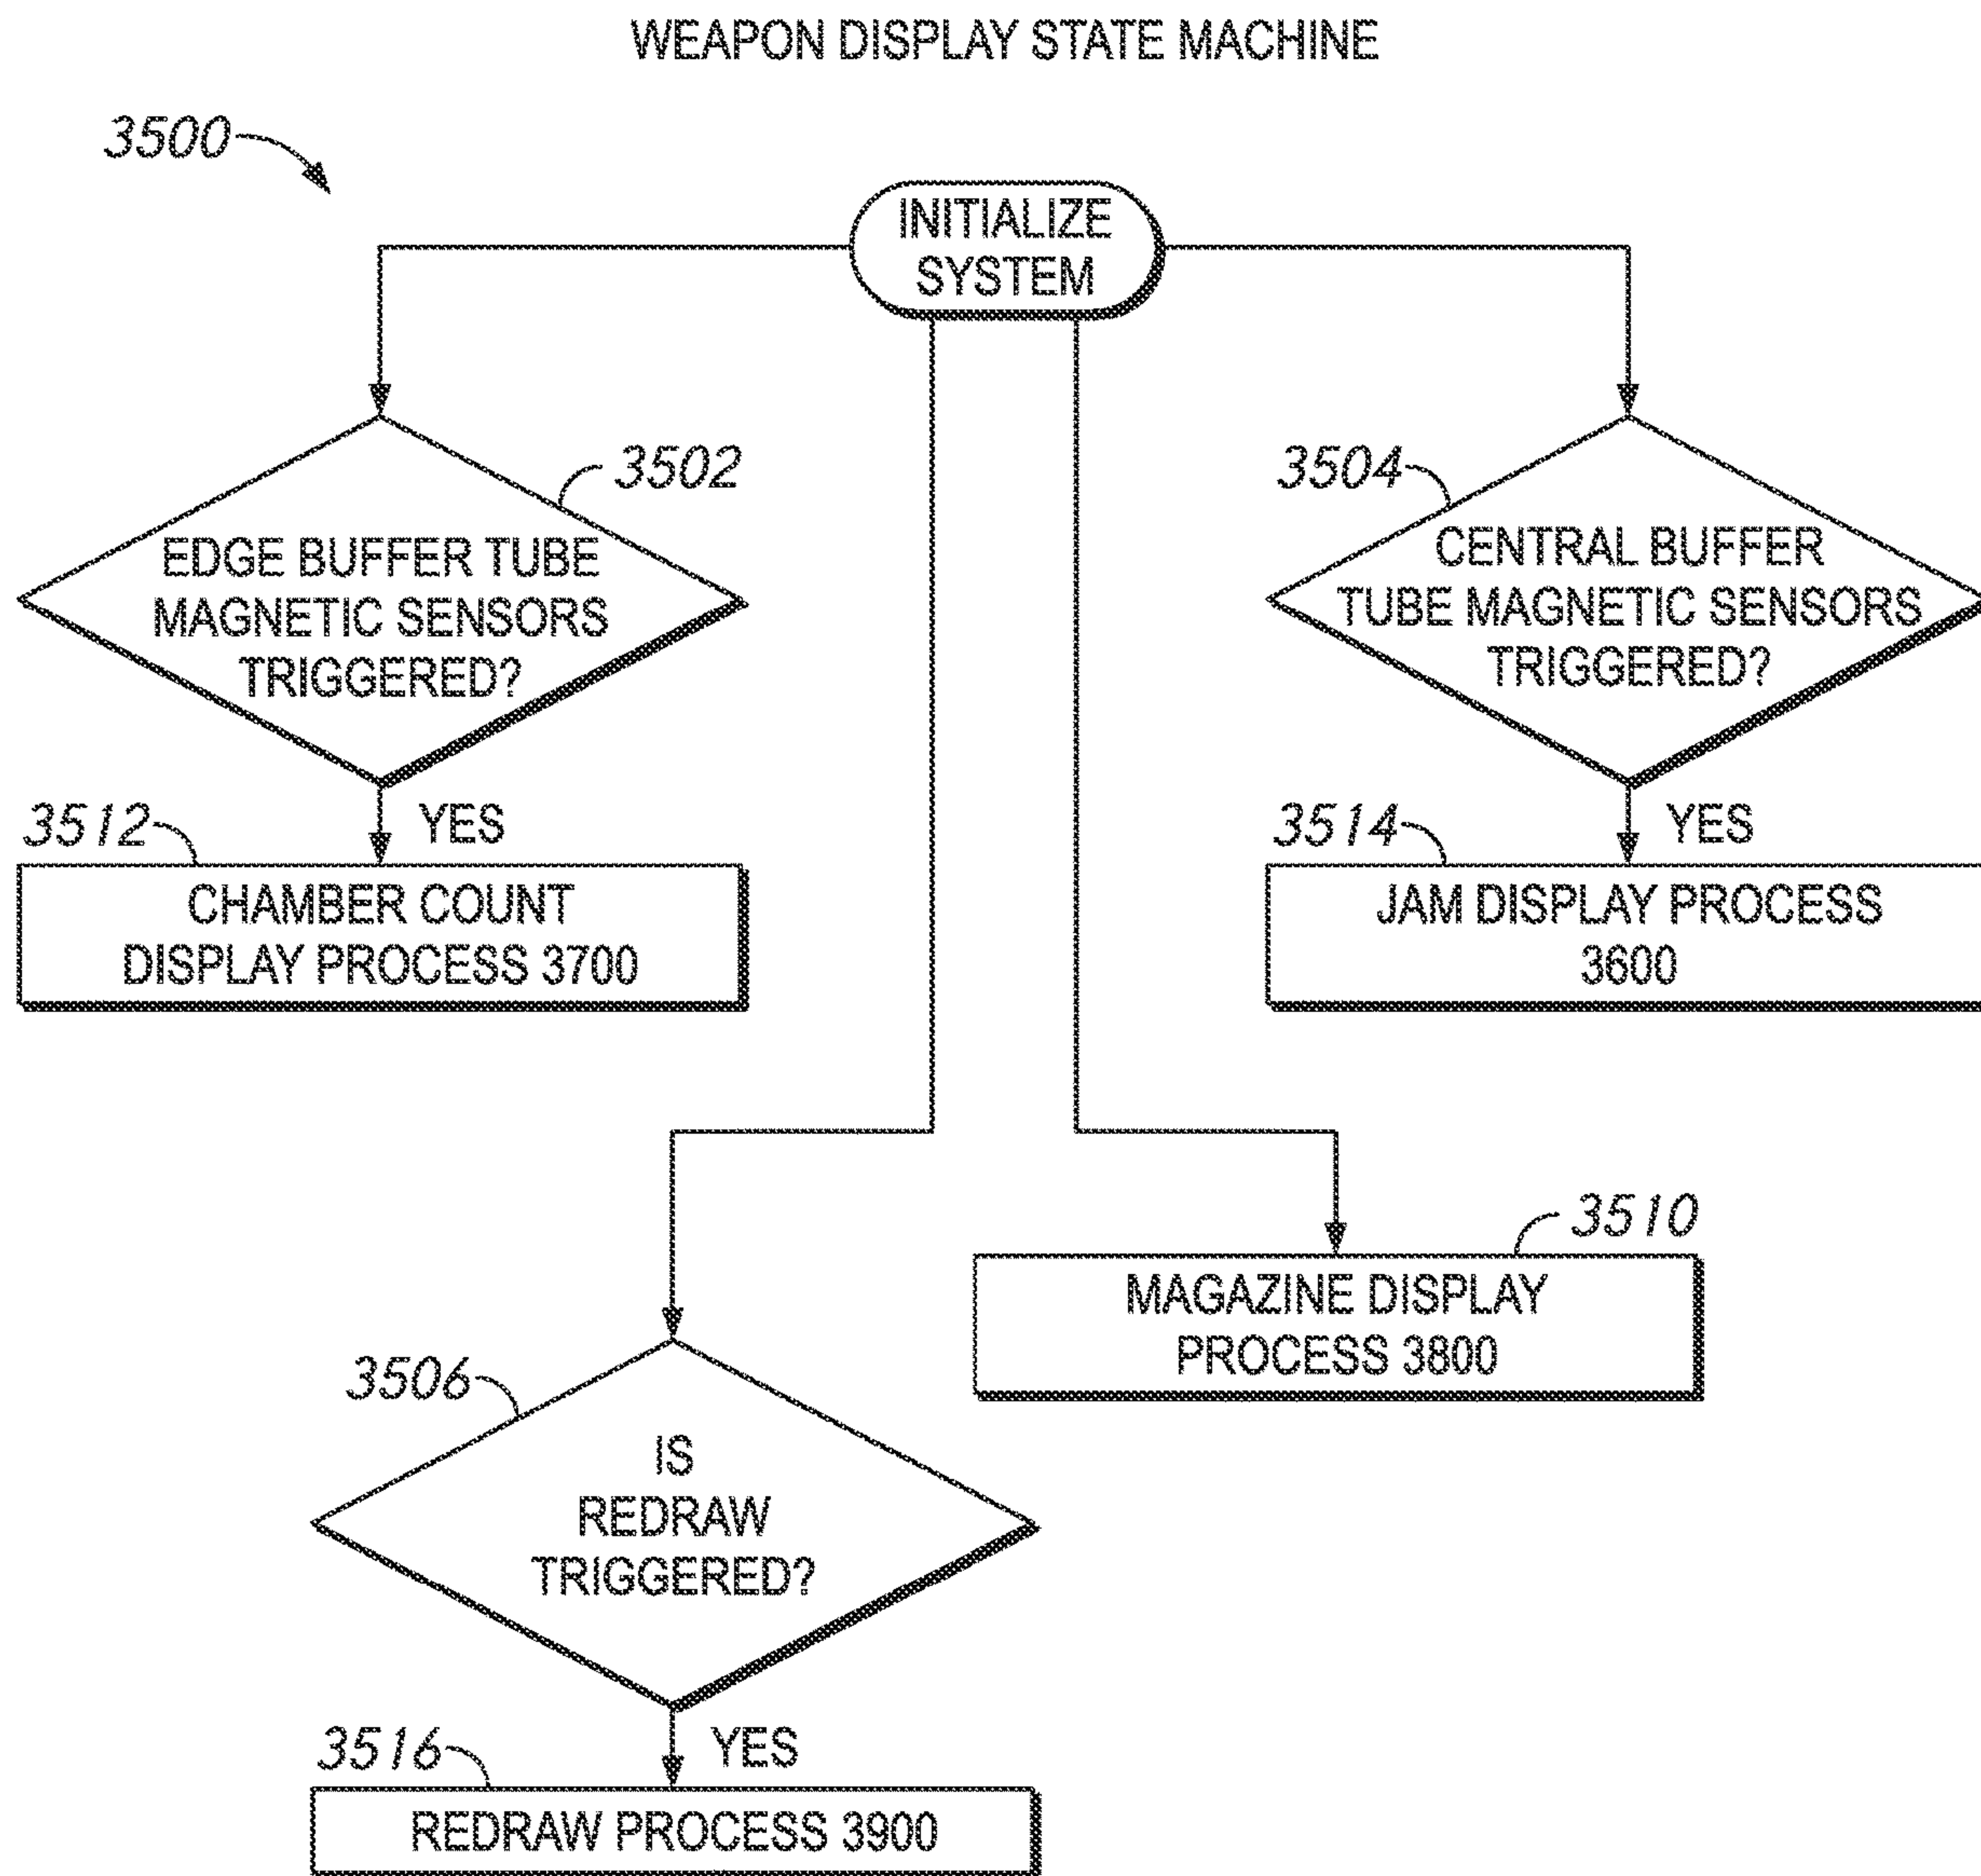 WEAPON DISPLAY STATE MACHINE
3500
INITIALIZE
SYSTEM
3502
EDGE BUFFER TUBE
MAGNETIC SENSORS
TRIGGERED?
3504
CENTRAL BUFFER
TUBE MAGNETIC SENSORS
TRIGGERED?
3512
YES
CHAMBER COUNT
DISPLAY PROCESS 3700
3514
YES
JAM DISPLAY PROCESS
3600
3510
MAGAZINE DISPLAY
PROCESS 3800
3506
IS
REDRAW
TRIGGERED?
3516
YES
REDRAW PROCESS 3900